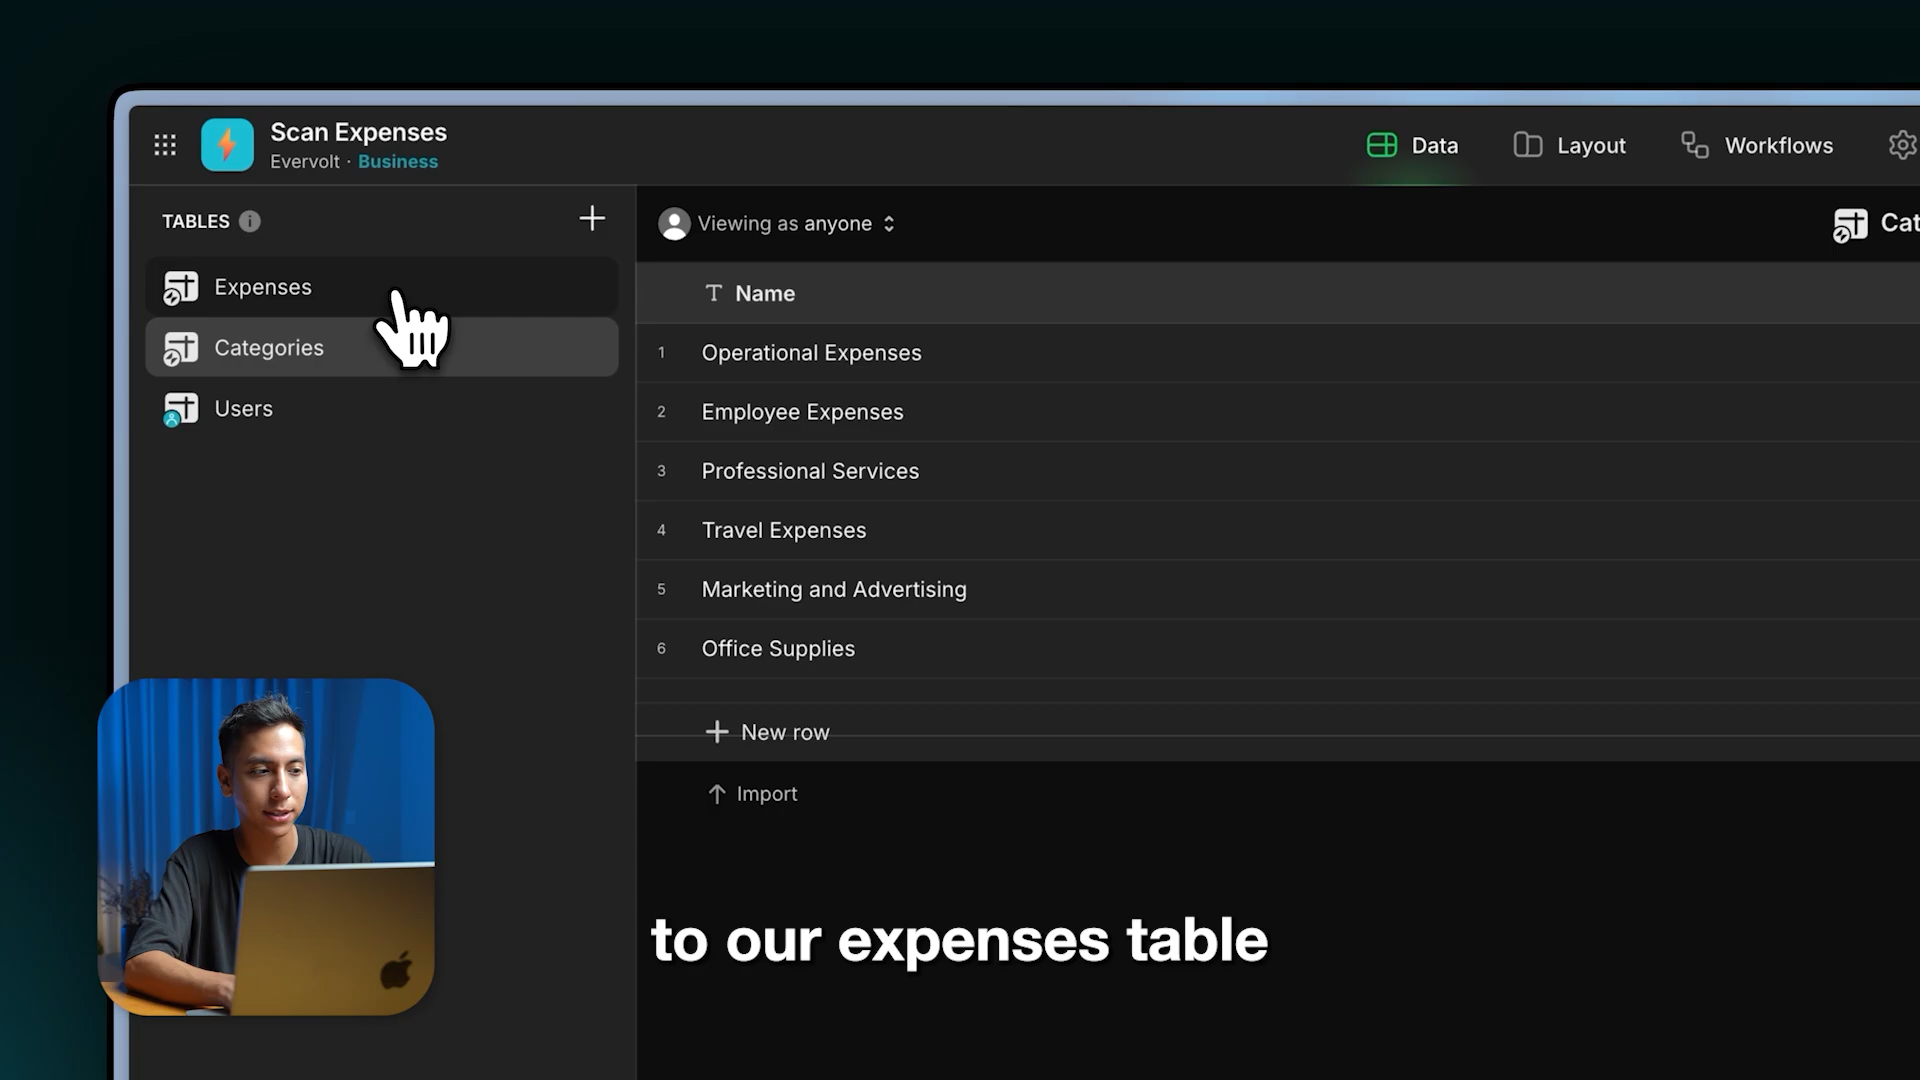 Scan Expenses
Evervolt · Business
Data
Layout
Workflows
TABLES
Expenses
Categories
Users
Viewing as anyone
Cat
Name
1 Operational Expenses
2 Employee Expenses
3 Professional Services
4 Travel Expenses
5 Marketing and Advertising
6 Office Supplies
New row
Import
to our expenses table